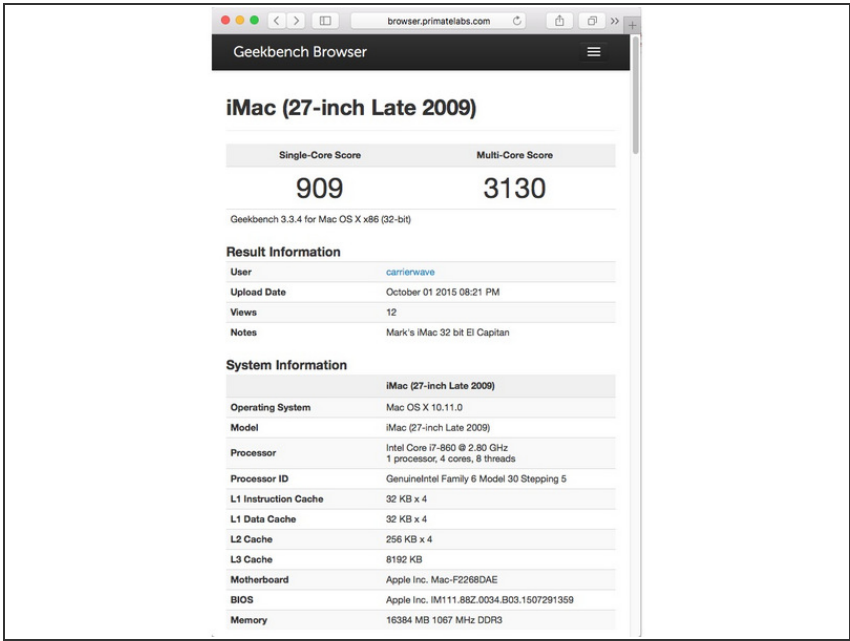 browser.primatelabs.com
Geekbench Browser
iMac (27-inch Late 2009)
Single-Core Score Multi-Core Score
909 3130
Geekbench 3.3.4 for Mac OS X x86 (32-bit)
Result Information
User carrierwave
Upload Date October 01 2015 08:21 PM
Views 12
Notes Mark's iMac 32 bit El Capitan
System Information
iMac (27-inch Late 2009)
Operating System Mac OS X 10.11.0
Model iMac (27-inch Late 2009)
Processor Intel Core i7-860 @ 2.80 GHz
1 processor, 4 cores, 8 threads
Processor ID GenuineIntel Family 6 Model 30 Stepping 5
L1 Instruction Cache 32 KB x 4
L1 Data Cache 32 KB x 4
L2 Cache 256 KB x 4
L3 Cache 8192 KB
Motherboard Apple Inc. Mac-F2268DAE
BIOS Apple Inc. IM111.88Z.0034.B03.1507291359
Memory 16384 MB 1067 MHz DDR3